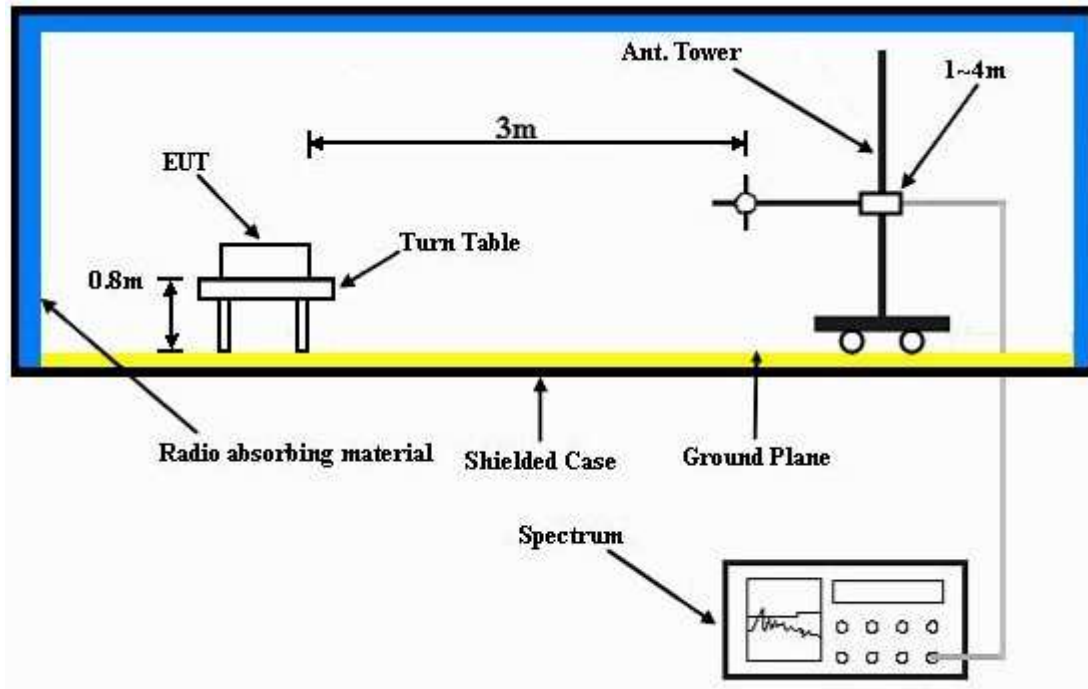 Ant. Tower
1~4m
3m
EUT
Turn Table
0.8m
Radio absorbing material
Shielded Case
Ground Plane
Spectrum